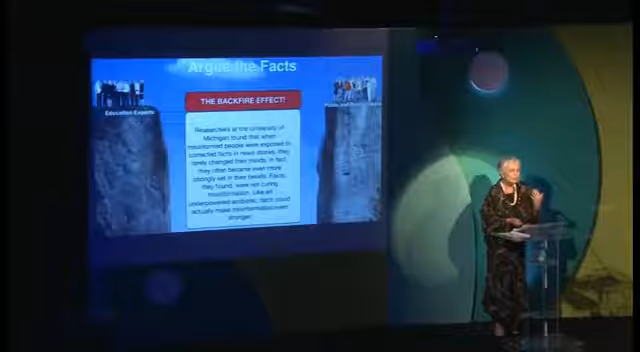 Argue the Facts
THE BACKFIRE EFFECT!
Education Experts
Public and
Researchers at the university of
Michigan found that when
misinformed people were exposed to
corrected facts in news stories, they
rarely changed their minds, in fact,
they often became even more
strongly set in their beliefs. Facts,
they found, were not curing
misinformation. Like an
underpowered antibiotic, facts could
actually make misinformation even
stronger.